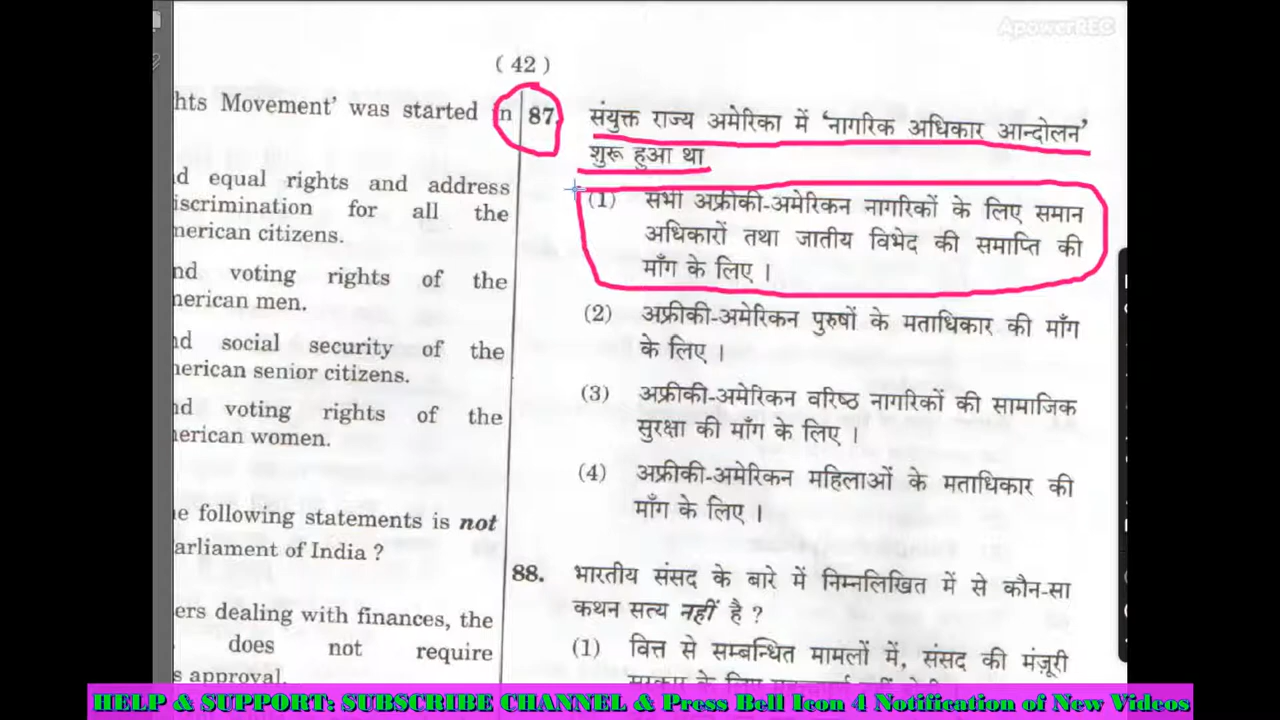 ApowerREC
( 42 )
hts Movement' was started in
d equal rights and address
iscrimination for all the
merican citizens.
nd voting rights of the
merican men.
nd social security of the
merican senior citizens.
nd voting rights of the
merican women.
e following statements is not
arliament of India ?
ers dealing with finances, the
does not require
s approval.
87. संयुक्त राज्य अमेरिका में 'नागरिक अधिकार आन्दोलन'
शुरू हुआ था
(1) सभी अफ्रीकी-अमेरिकन नागरिकों के लिए समान
अधिकारों तथा जातीय विभेद की समाप्ति की
माँग के लिए ।
(2) अफ्रीकी-अमेरिकन पुरुषों के मताधिकार की माँग
के लिए ।
(3) अफ्रीकी-अमेरिकन वरिष्ठ नागरिकों की सामाजिक
सुरक्षा की माँग के लिए ।
(4) अफ्रीकी-अमेरिकन महिलाओं के मताधिकार की
माँग के लिए ।
88. भारतीय संसद के बारे में निम्नलिखित में से कौन-सा
कथन सत्य नहीं है ?
(1) वित्त से सम्बन्धित मामलों में, संसद की मंज़ूरी
HELP & SUPPORT: SUBSCRIBE CHANNEL & Press Bell Icon 4 Notification of New Videos